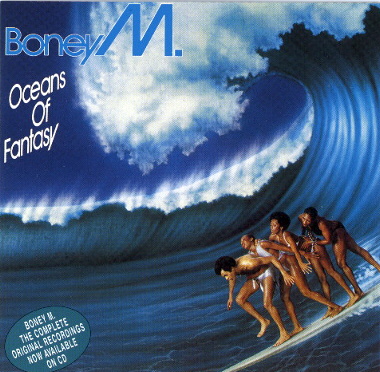 Boney M.
Oceans
Of
Fantasy
BONEY M.
THE COMPLETE
ORIGINAL RECORDINGS
NOW AVAILABLE
ON CD